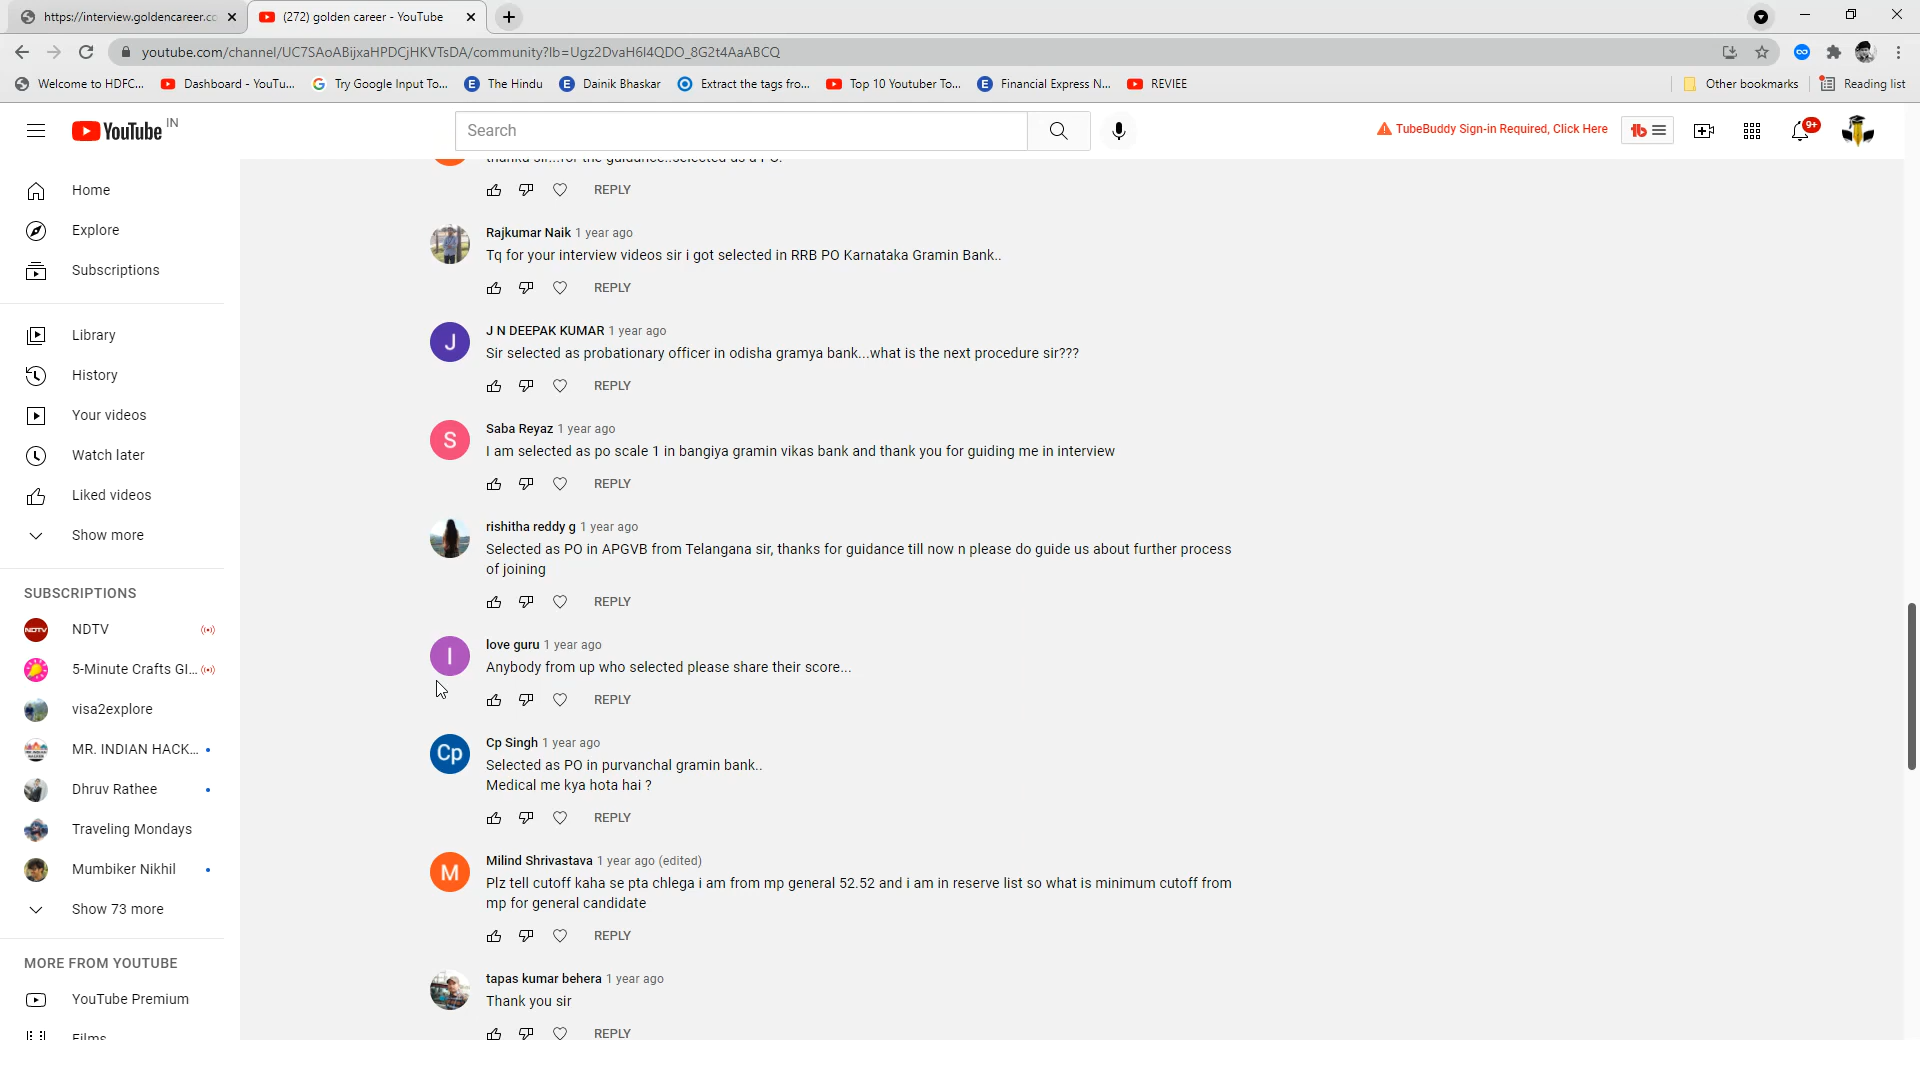 https://interview.goldencareer.cc
(272) golden career - YouTube
youtube.com/channel/UC7SAoABijxaHPDCjHKVTsDA/community?lb=Ugz2DvaH6I4QDO_8G2t4AaABCQ
Welcome to HDFC...
Dashboard - YouTu...
Try Google Input To...
The Hindu
Dainik Bhaskar
Extract the tags fro...
Top 10 Youtuber To...
Financial Express N...
REVIEE
Other bookmarks
Reading list
YouTube IN
Search
TubeBuddy Sign-in Required, Click Here
tb
9+
Home
Explore
Subscriptions
Library
History
Your videos
Watch later
Liked videos
Show more
SUBSCRIPTIONS
NDTV
5-Minute Crafts GI...
visa2explore
MR. INDIAN HACK...
Dhruv Rathee
Traveling Mondays
Mumbiker Nikhil
Show 73 more
MORE FROM YOUTUBE
YouTube Premium
Films
thanku sir...for the guidance..selected as a PO.
REPLY
Rajkumar Naik 1 year ago
Tq for your interview videos sir i got selected in RRB PO Karnataka Gramin Bank..
REPLY
J
J N DEEPAK KUMAR 1 year ago
Sir selected as probationary officer in odisha gramya bank...what is the next procedure sir???
REPLY
S
Saba Reyaz 1 year ago
I am selected as po scale 1 in bangiya gramin vikas bank and thank you for guiding me in interview
REPLY
rishitha reddy g 1 year ago
Selected as PO in APGVB from Telangana sir, thanks for guidance till now n please do guide us about further process
of joining
REPLY
l
love guru 1 year ago
Anybody from up who selected please share their score...
REPLY
Cp
Cp Singh 1 year ago
Selected as PO in purvanchal gramin bank..
Medical me kya hota hai ?
REPLY
M
Milind Shrivastava 1 year ago (edited)
Plz tell cutoff kaha se pta chlega i am from mp general 52.52 and i am in reserve list so what is minimum cutoff from
mp for general candidate
REPLY
tapas kumar behera 1 year ago
Thank you sir
REPLY